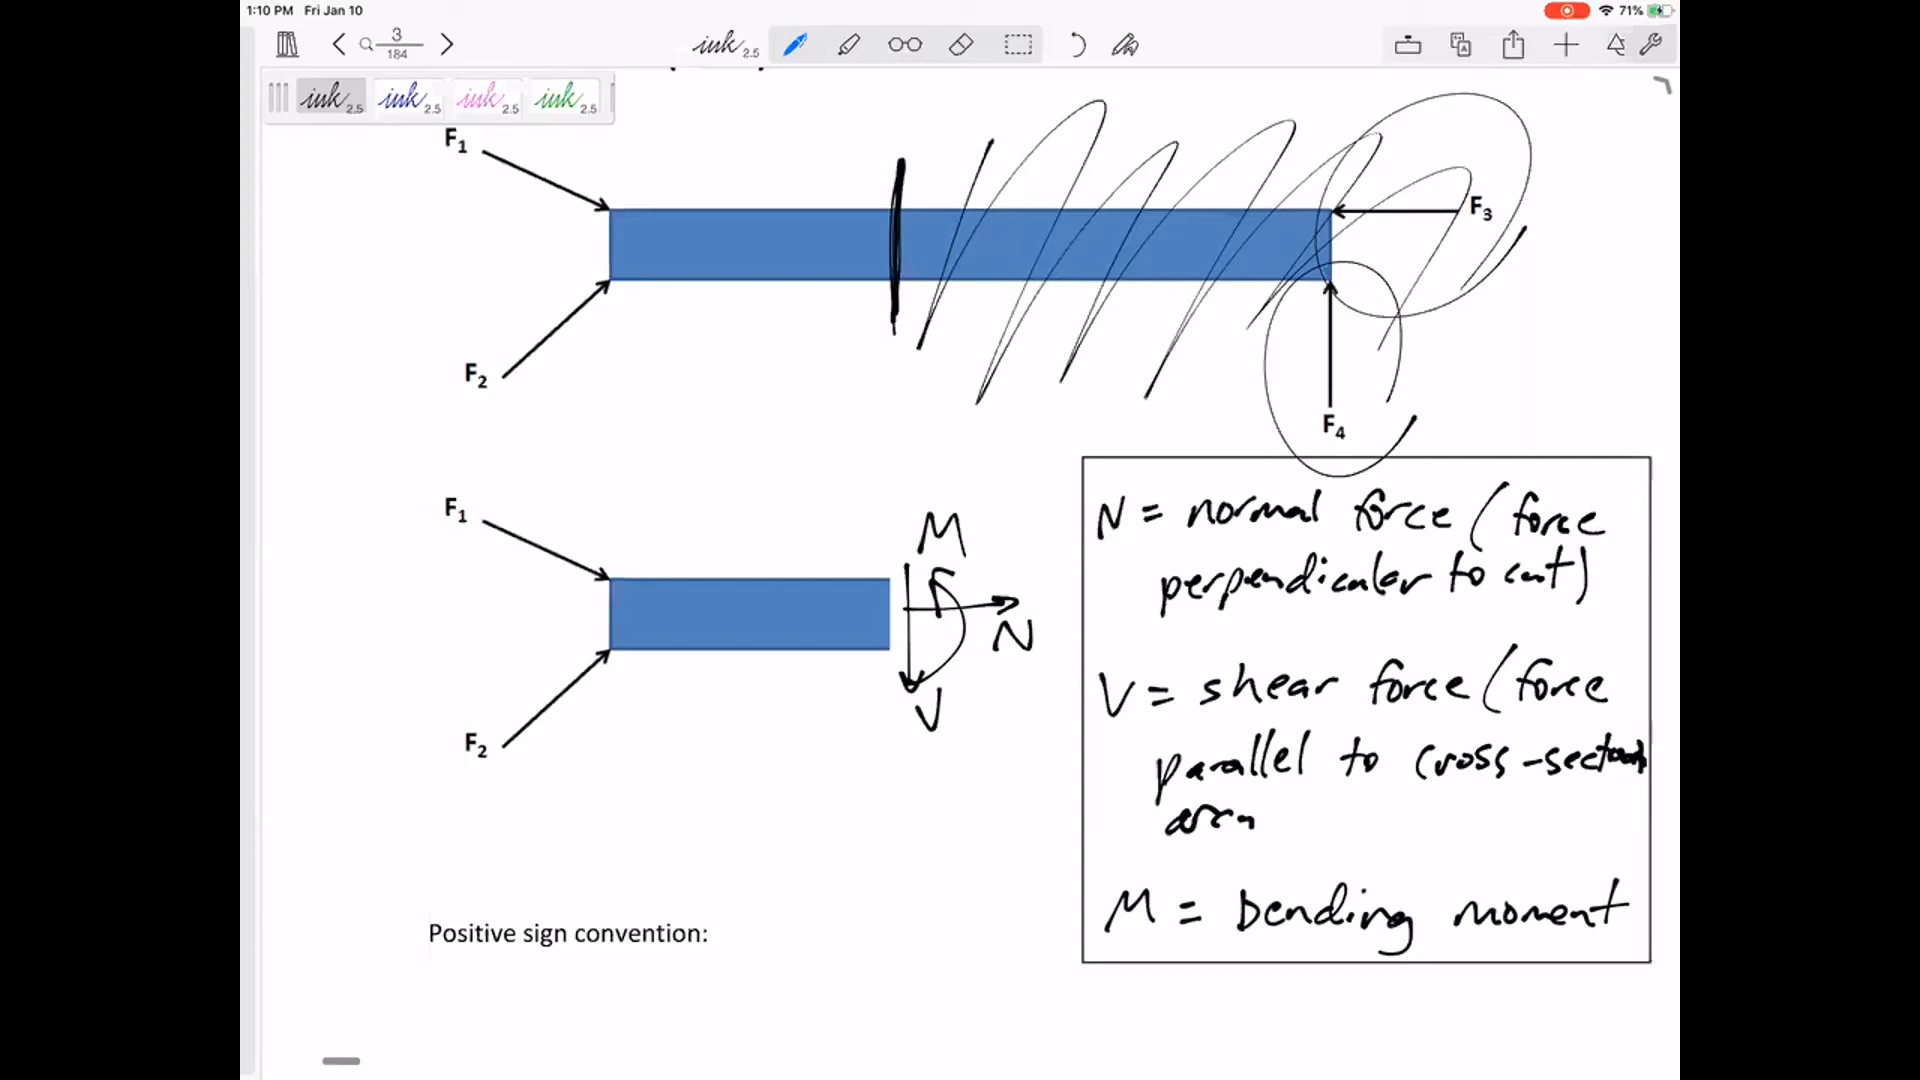 1:10 PM Fri Jan 10
71%
3
184
ink 2.5
ink 2.5 ink 2.5 ink 2.5 ink 2.5
F1
F3
F2
F4
F1
M
N
V
F2
N = normal force (force
perpendicular to cut)
V = shear force (force
parallel to cross-section
area
M = bending moment
Positive sign convention: